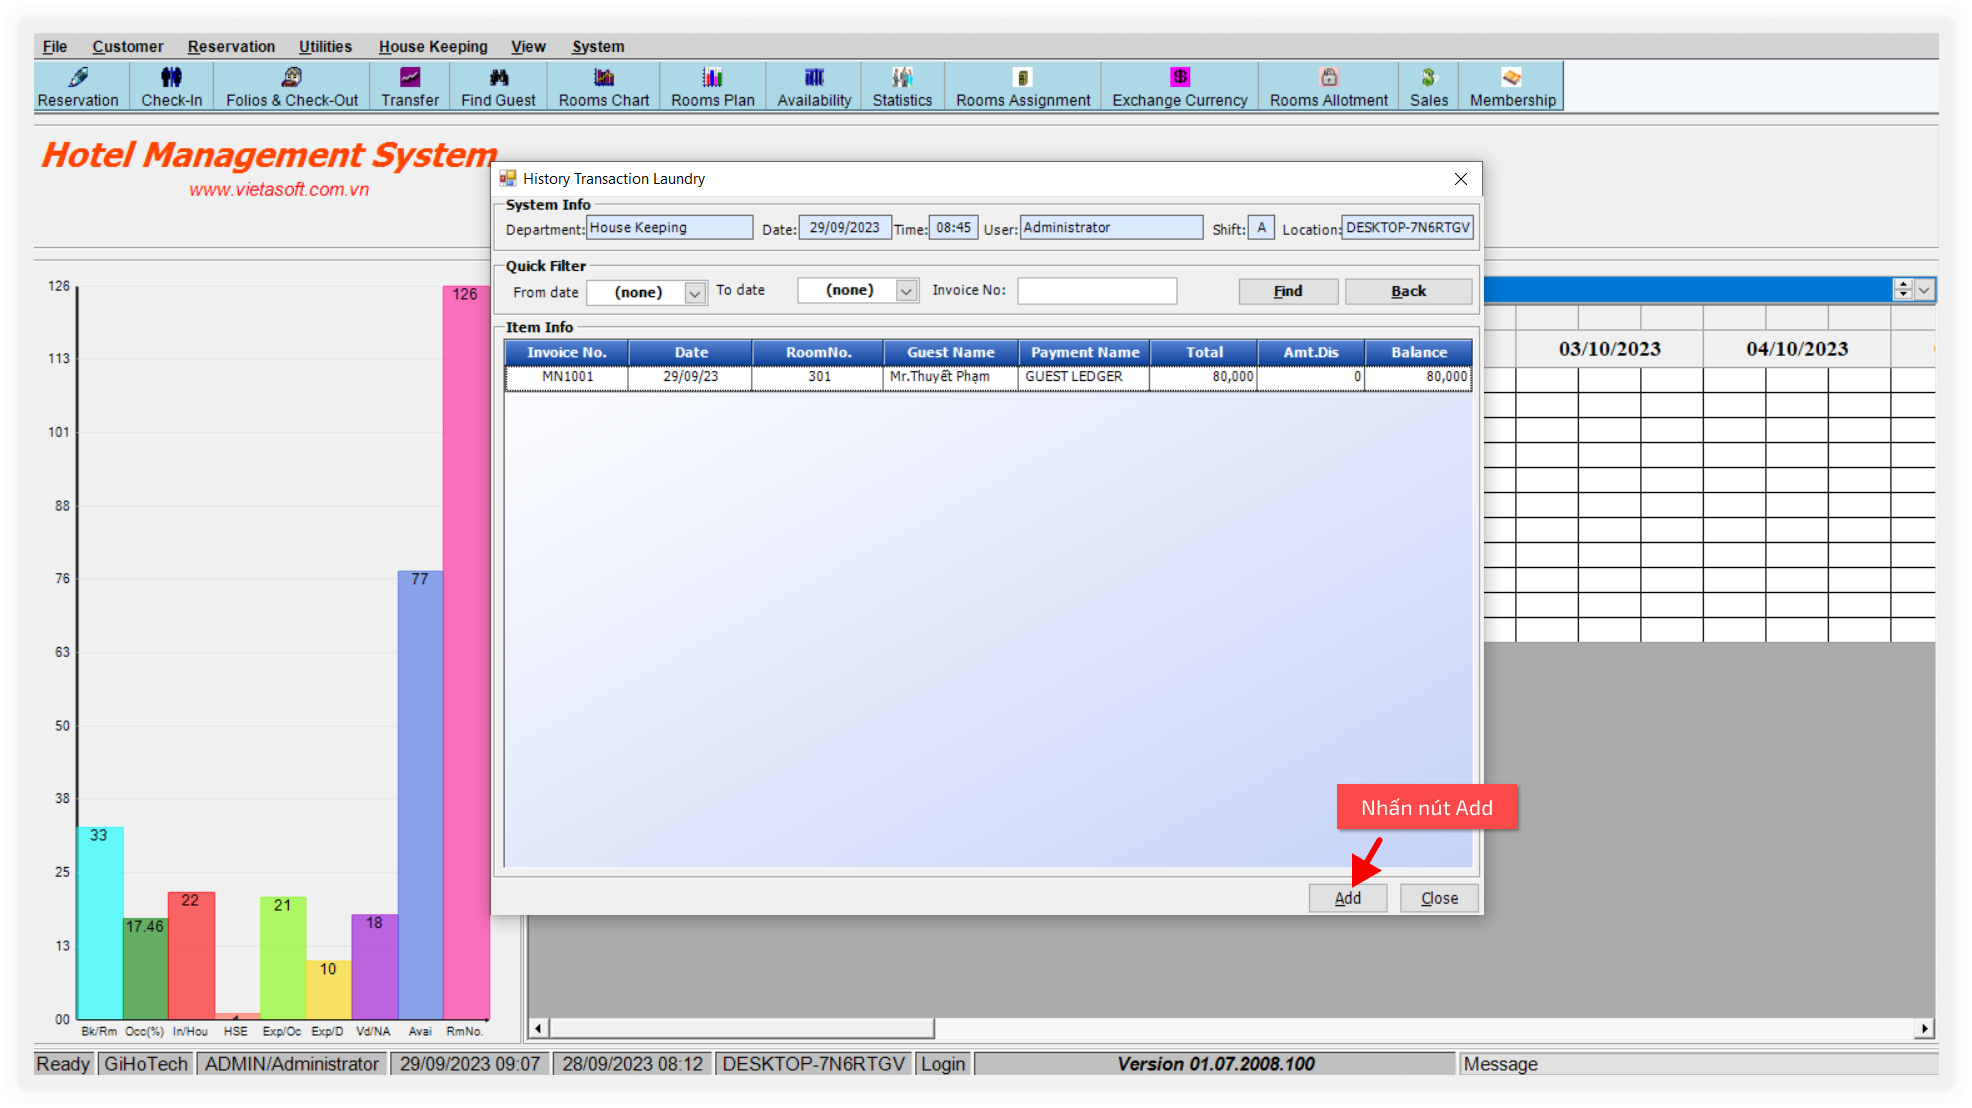 File Customer Reservation Utilities House Keeping View System
Reservation Check-In Folios & Check-Out Transfer Find Guest Rooms Chart Rooms Plan Availability Statistics Rooms Assignment Exchange Currency Rooms Allotment Sales Membership
Hotel Management System
www.vietasoft.com.vn
History Transaction Laundry
System Info
Department: House Keeping Date: 29/09/2023 Time: 08:45 User: Administrator Shift: A Location: DESKTOP-7N6RTGV
Quick Filter
From date (none) To date (none) Invoice No: Find Back
Item Info
Invoice No. Date RoomNo. Guest Name Payment Name Total Amt.Dis Balance
MN1001 29/09/23 301 Mr.Thuyết Phạm GUEST LEDGER 80,000 0 80,000
03/10/2023 04/10/2023
Nhấn nút Add
Add Close
126
113
101
88
76
63
50
38
25
13
00
33
17.46
22
21
10
18
77
126
Bk/Rm Occ(%) In/Hou HSE Exp/Oc Exp/D Vd/NA Avai RmNo.
Ready GiHoTech ADMIN/Administrator 29/09/2023 09:07 28/09/2023 08:12 DESKTOP-7N6RTGV Login Version 01.07.2008.100 Message